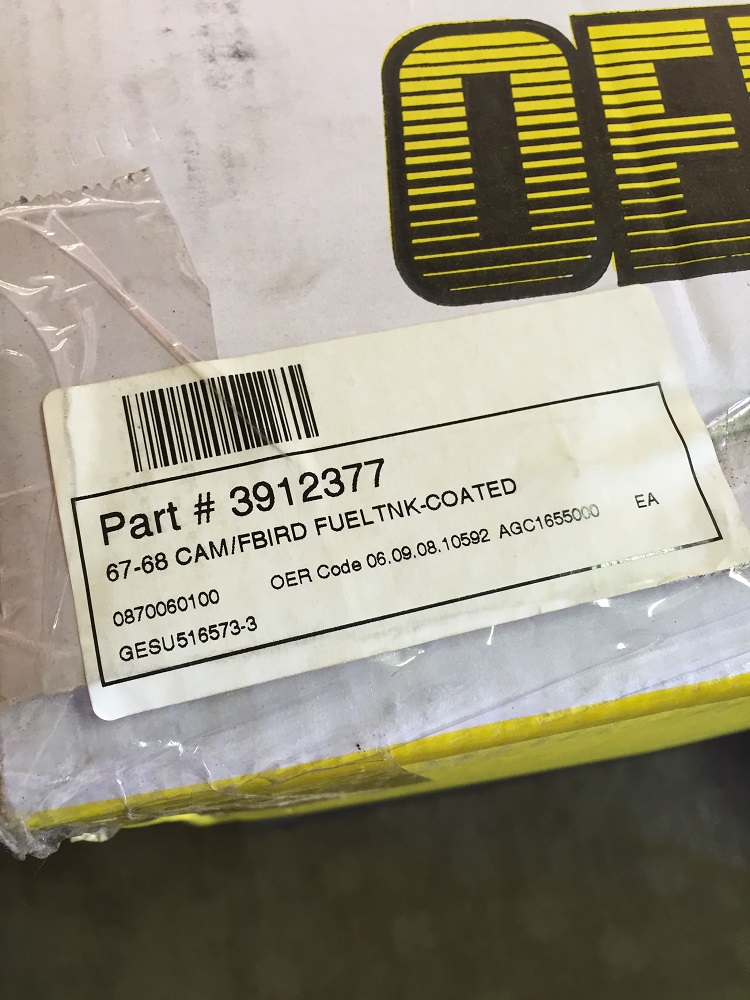 OE
Part # 3912377
67-68 CAM/FBIRD FUELTNK-COATED
0870060100 OER Code 06.09.08.10592 AGC1655000 EA
GESU516573-3